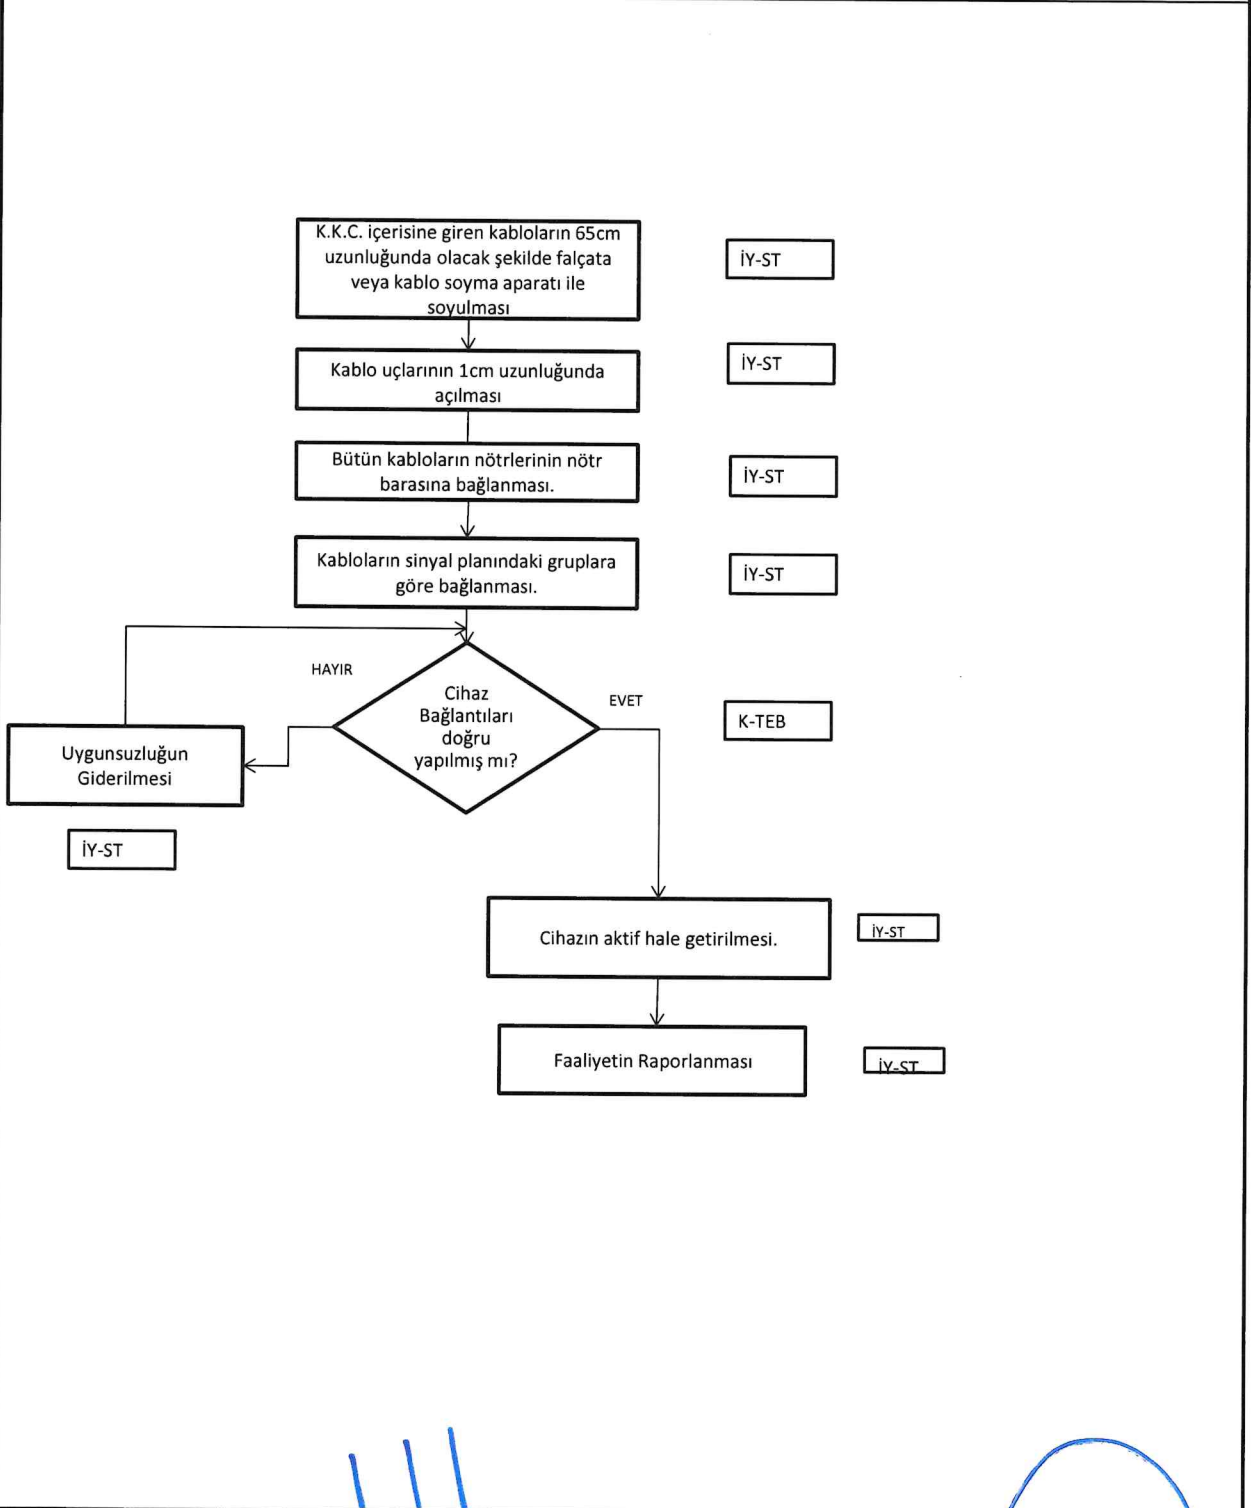 K.K.C. içerisine giren kabloların 65cm
uzunluğunda olacak şekilde falçata
veya kablo soyma aparatı ile
soyulması
İY-ST
Kablo uçlarının 1cm uzunluğunda
açılması
İY-ST
Bütün kabloların nötrlerinin nötr
barasına bağlanması.
İY-ST
Kabloların sinyal planındaki gruplara
göre bağlanması.
İY-ST
HAYIR
Cihaz
Bağlantıları
doğru
yapılmış mı?
EVET
K-TEB
Uygunsuzluğun
Giderilmesi
İY-ST
Cihazın aktif hale getirilmesi.
İY-ST
Faaliyetin Raporlanması
İY-ST